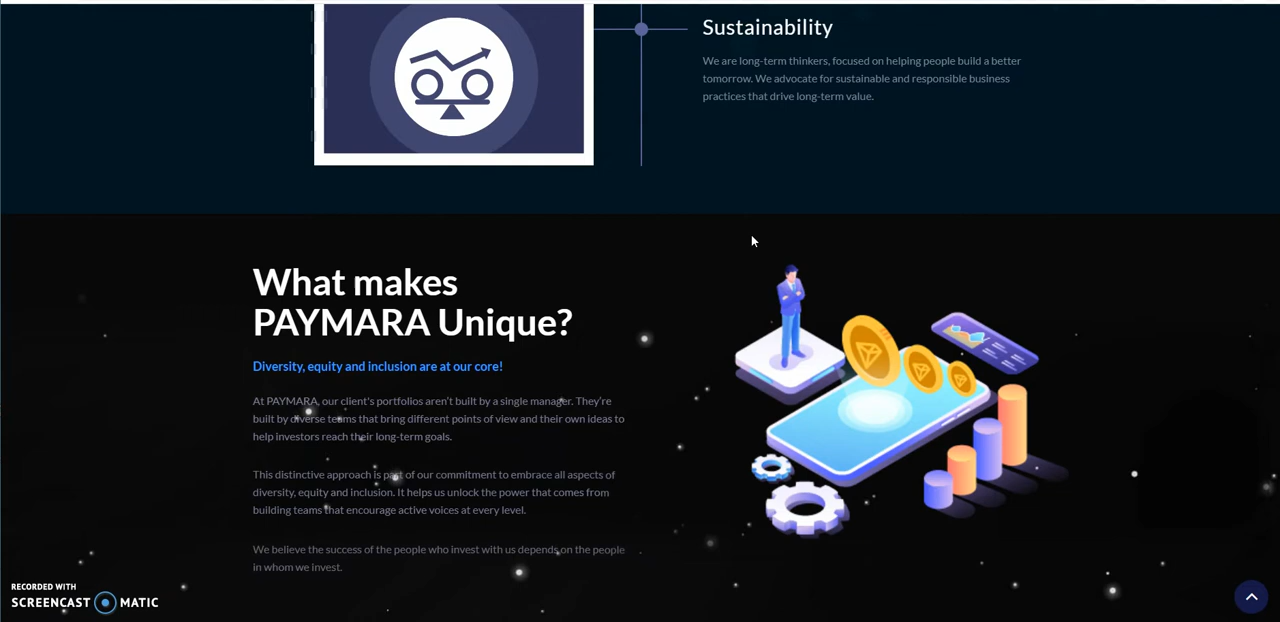 Sustainability
We are long-term thinkers, focused on helping people build a better
tomorrow. We advocate for sustainable and responsible business
practices that drive long-term value.
What makes
PAYMARA Unique?
Diversity, equity and inclusion are at our core!
At PAYMARA, our client's portfolios aren't built by a single manager. They're
built by diverse teams that bring different points of view and their own ideas to
help investors reach their long-term goals.
This distinctive approach is part of our commitment to embrace all aspects of
diversity, equity and inclusion. It helps us unlock the power that comes from
building teams that encourage active voices at every level.
We believe the success of the people who invest with us depends on the people
in whom we invest.
RECORDED WITH
SCREENCAST MATIC